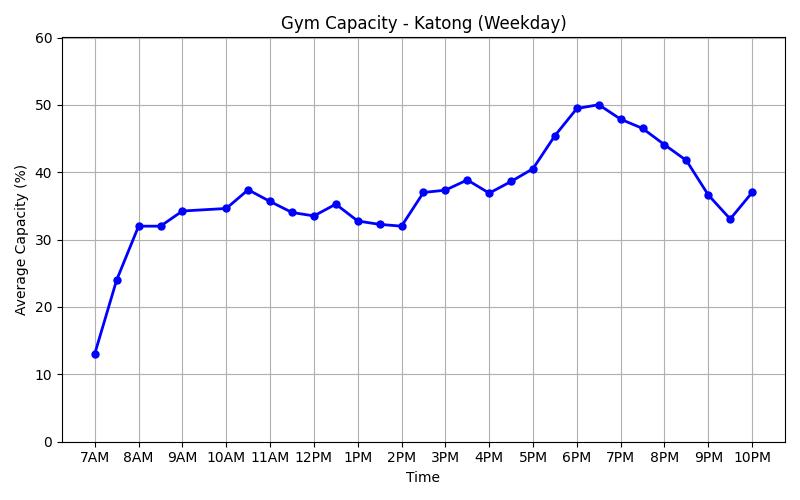 Gym Capacity - Katong (Weekday)
60
50
40
30
20
10
0
Average Capacity (%)
7AM 8AM 9AM 10AM 11AM 12PM 1PM 2PM 3PM 4PM 5PM 6PM 7PM 8PM 9PM 10PM
Time